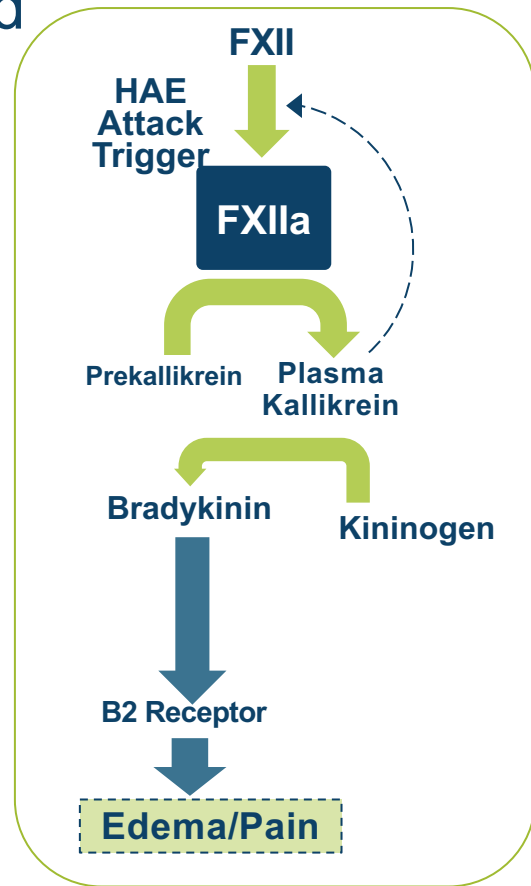 d
FXII
HAE
Attack
Trigger
FXIIa
Prekallikrein
Plasma
Kallikrein
Bradykinin
Kininogen
B2 Receptor
Edema/Pain